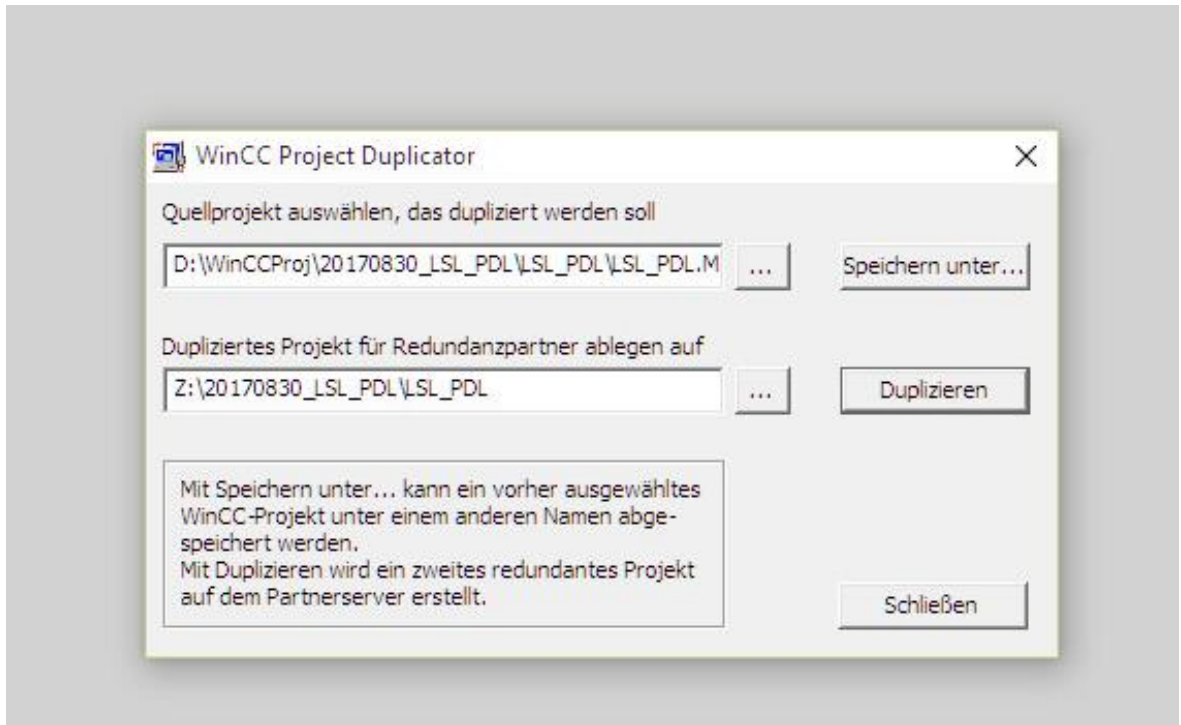 WinCC Project Duplicator
Quellprojekt auswählen, das dupliziert werden soll
D:\WinCCProj\20170830_LSL_PDL\LSL_PDL\LSL_PDL.M
...
Speichern unter...
Dupliziertes Projekt für Redundanzpartner ablegen auf
Z:\20170830_LSL_PDL\LSL_PDL
...
Duplizieren
Mit Speichern unter... kann ein vorher ausgewähltes
WinCC-Projekt unter einem anderen Namen abge-
speichert werden.
Mit Duplizieren wird ein zweites redundantes Projekt
auf dem Partnerserver erstellt.
Schließen